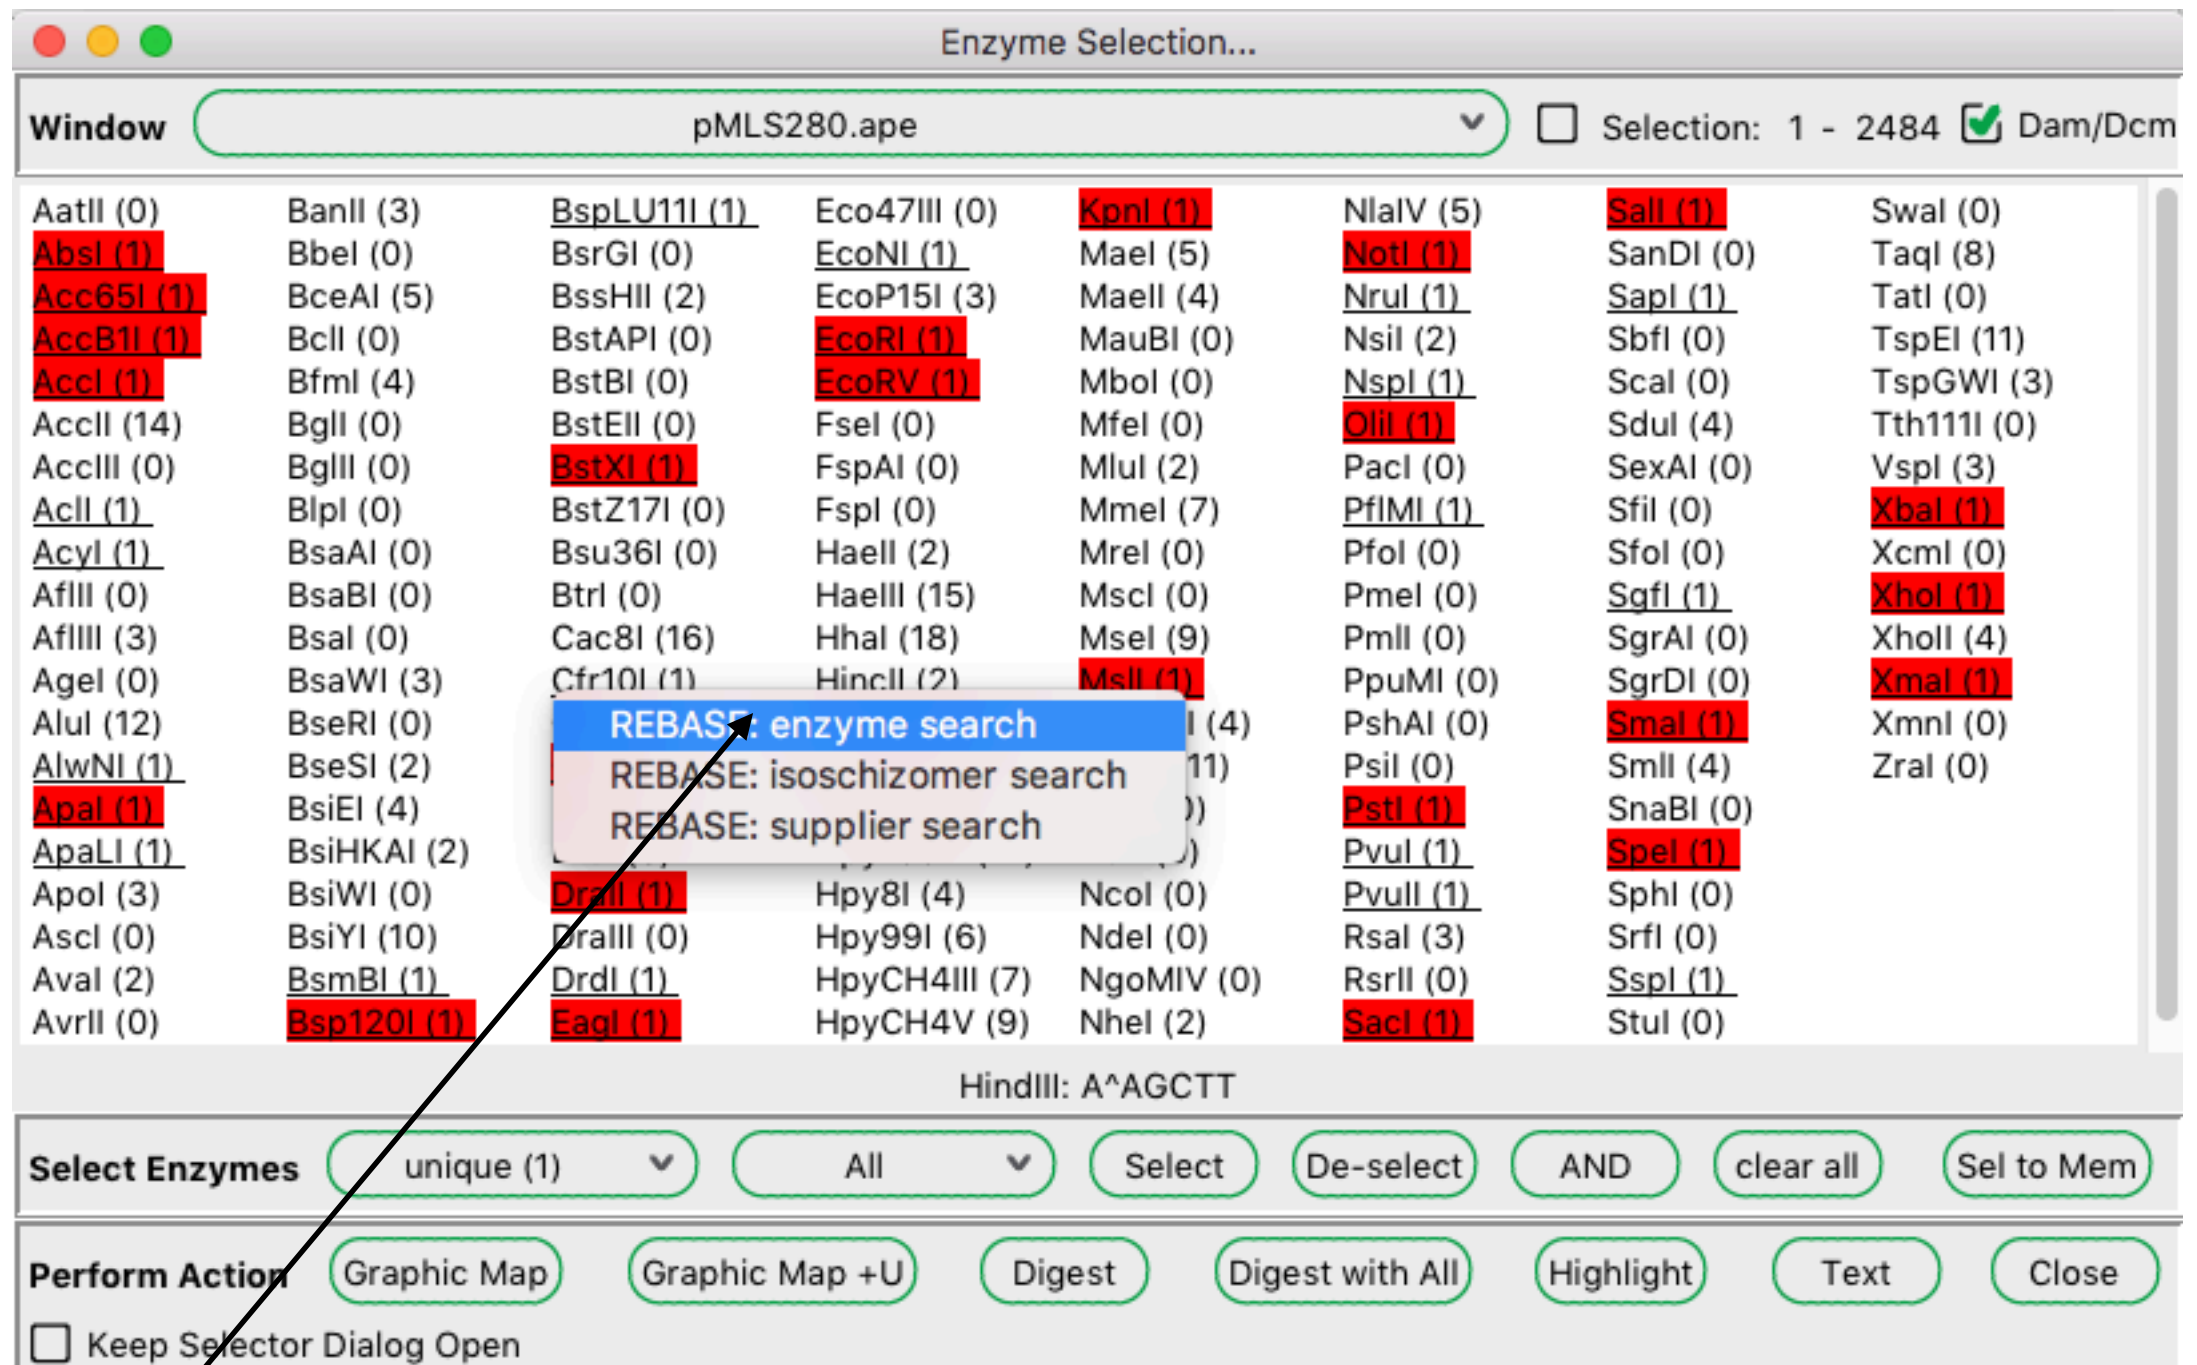 Enzyme Selection...
Window pMLS280.ape Selection: 1 - 2484 Dam/Dcm
AatII (0) BanII (3) BspLU11I (1) Eco47III (0) KpnI (1) NlaIV (5) SalI (1) SwaI (0)
AbsI (1) BbeI (0) BsrGI (0) EcoNI (1) MaeI (5) NotI (1) SanDI (0) TaqI (8)
Acc65I (1) BceAI (5) BssHII (2) EcoP15I (3) MaeII (4) NruI (1) SapI (1) TatI (0)
AccB1I (1) BclI (0) BstAPI (0) EcoRI (1) MauBI (0) NsiI (2) SbfI (0) TspEI (11)
AccI (1) BfmI (4) BstBI (0) EcoRV (1) MboI (0) NspI (1) ScaI (0) TspGWI (3)
AccII (14) BglI (0) BstEII (0) FseI (0) MfeI (0) OliI (1) SduI (4) Tth111I (0)
AccIII (0) BglII (0) BstXI (1) FspAI (0) MluI (2) PacI (0) SexAI (0) VspI (3)
AclI (1) BlpI (0) BstZ17I (0) FspI (0) MmeI (7) PflMI (1) SfiI (0) XbaI (1)
AcyI (1) BsaAI (0) Bsu36I (0) HaeII (2) MreI (0) PfoI (0) SfoI (0) XcmI (0)
AflII (0) BsaBI (0) BtrI (0) HaeIII (15) MscI (0) PmeI (0) SgfI (1) XhoI (1)
AflIII (3) BsaI (0) Cac8I (16) HhaI (18) MseI (9) PmlI (0) SgrAI (0) XhoII (4)
AgeI (0) BsaWI (3) Cfr10I (1) HincII (2) MslI (1) PpuMI (0) SgrDI (0) XmaI (1)
AluI (12) BseRI (0) REBASE: enzyme search I (4) PshAI (0) SmaI (1) XmnI (0)
AlwNI (1) BseSI (2) REBASE: isoschizomer search 11) PsiI (0) SmlI (4) ZraI (0)
ApaI (1) BsiEI (4) REBASE: supplier search PstI (1) SnaBI (0)
ApaLI (1) BsiHKAI (2) PvuI (1) SpeI (1)
ApoI (3) BsiWI (0) DraII (1) Hpy8I (4) NcoI (0) PvuII (1) SphI (0)
AscI (0) BsiYI (10) DraIII (0) Hpy99I (6) NdeI (0) RsaI (3) SrfI (0)
AvaI (2) BsmBI (1) DrdI (1) HpyCH4III (7) NgoMIV (0) RsrII (0) SspI (1)
AvrII (0) Bsp120I (1) EagI (1) HpyCH4V (9) NheI (2) SacI (1) StuI (0)
HindIII: A^AGCTT
Select Enzymes unique (1) All Select De-select AND clear all Sel to Mem
Perform Action Graphic Map Graphic Map +U Digest Digest with All Highlight Text Close
Keep Selector Dialog Open